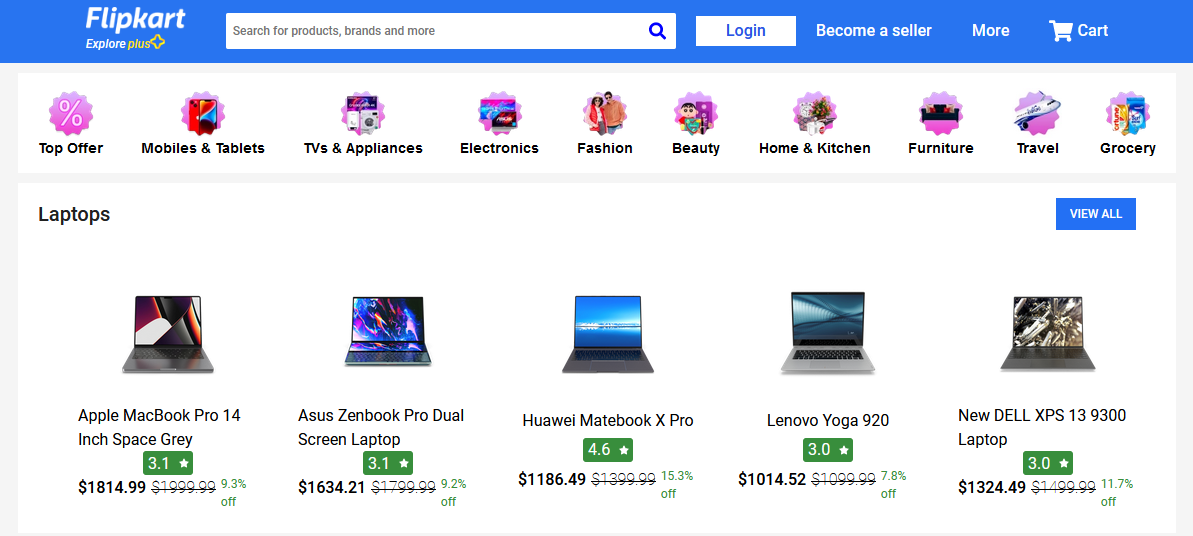 Flipkart
Explore plus
Search for products, brands and more
Login
Become a seller
More
Cart
Top Offer
Mobiles & Tablets
TVs & Appliances
Electronics
Fashion
Beauty
Home & Kitchen
Furniture
Travel
Grocery
Laptops
VIEW ALL
Apple MacBook Pro 14
Inch Space Grey
3.1
$1814.99 $1999.99 9.3%
off
Asus Zenbook Pro Dual
Screen Laptop
3.1
$1634.21 $1799.99 9.2%
off
Huawei Matebook X Pro
4.6
$1186.49 $1399.99 15.3%
off
Lenovo Yoga 920
3.0
$1014.52 $1099.99 7.8%
off
New DELL XPS 13 9300
Laptop
3.0
$1324.49 $1499.99 11.7%
off